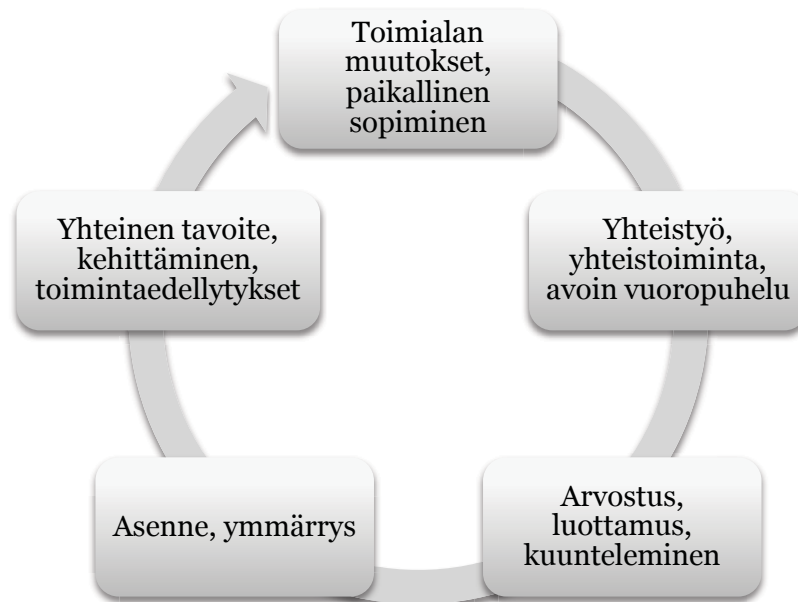 Toimialan
muutokset,
paikallinen
sopiminen
Yhteistyö,
yhteistoiminta,
avoin vuoropuhelu
Arvostus,
luottamus,
kuunteleminen
Asenne, ymmärrys
Yhteinen tavoite,
kehittäminen,
toimintaedellytykset